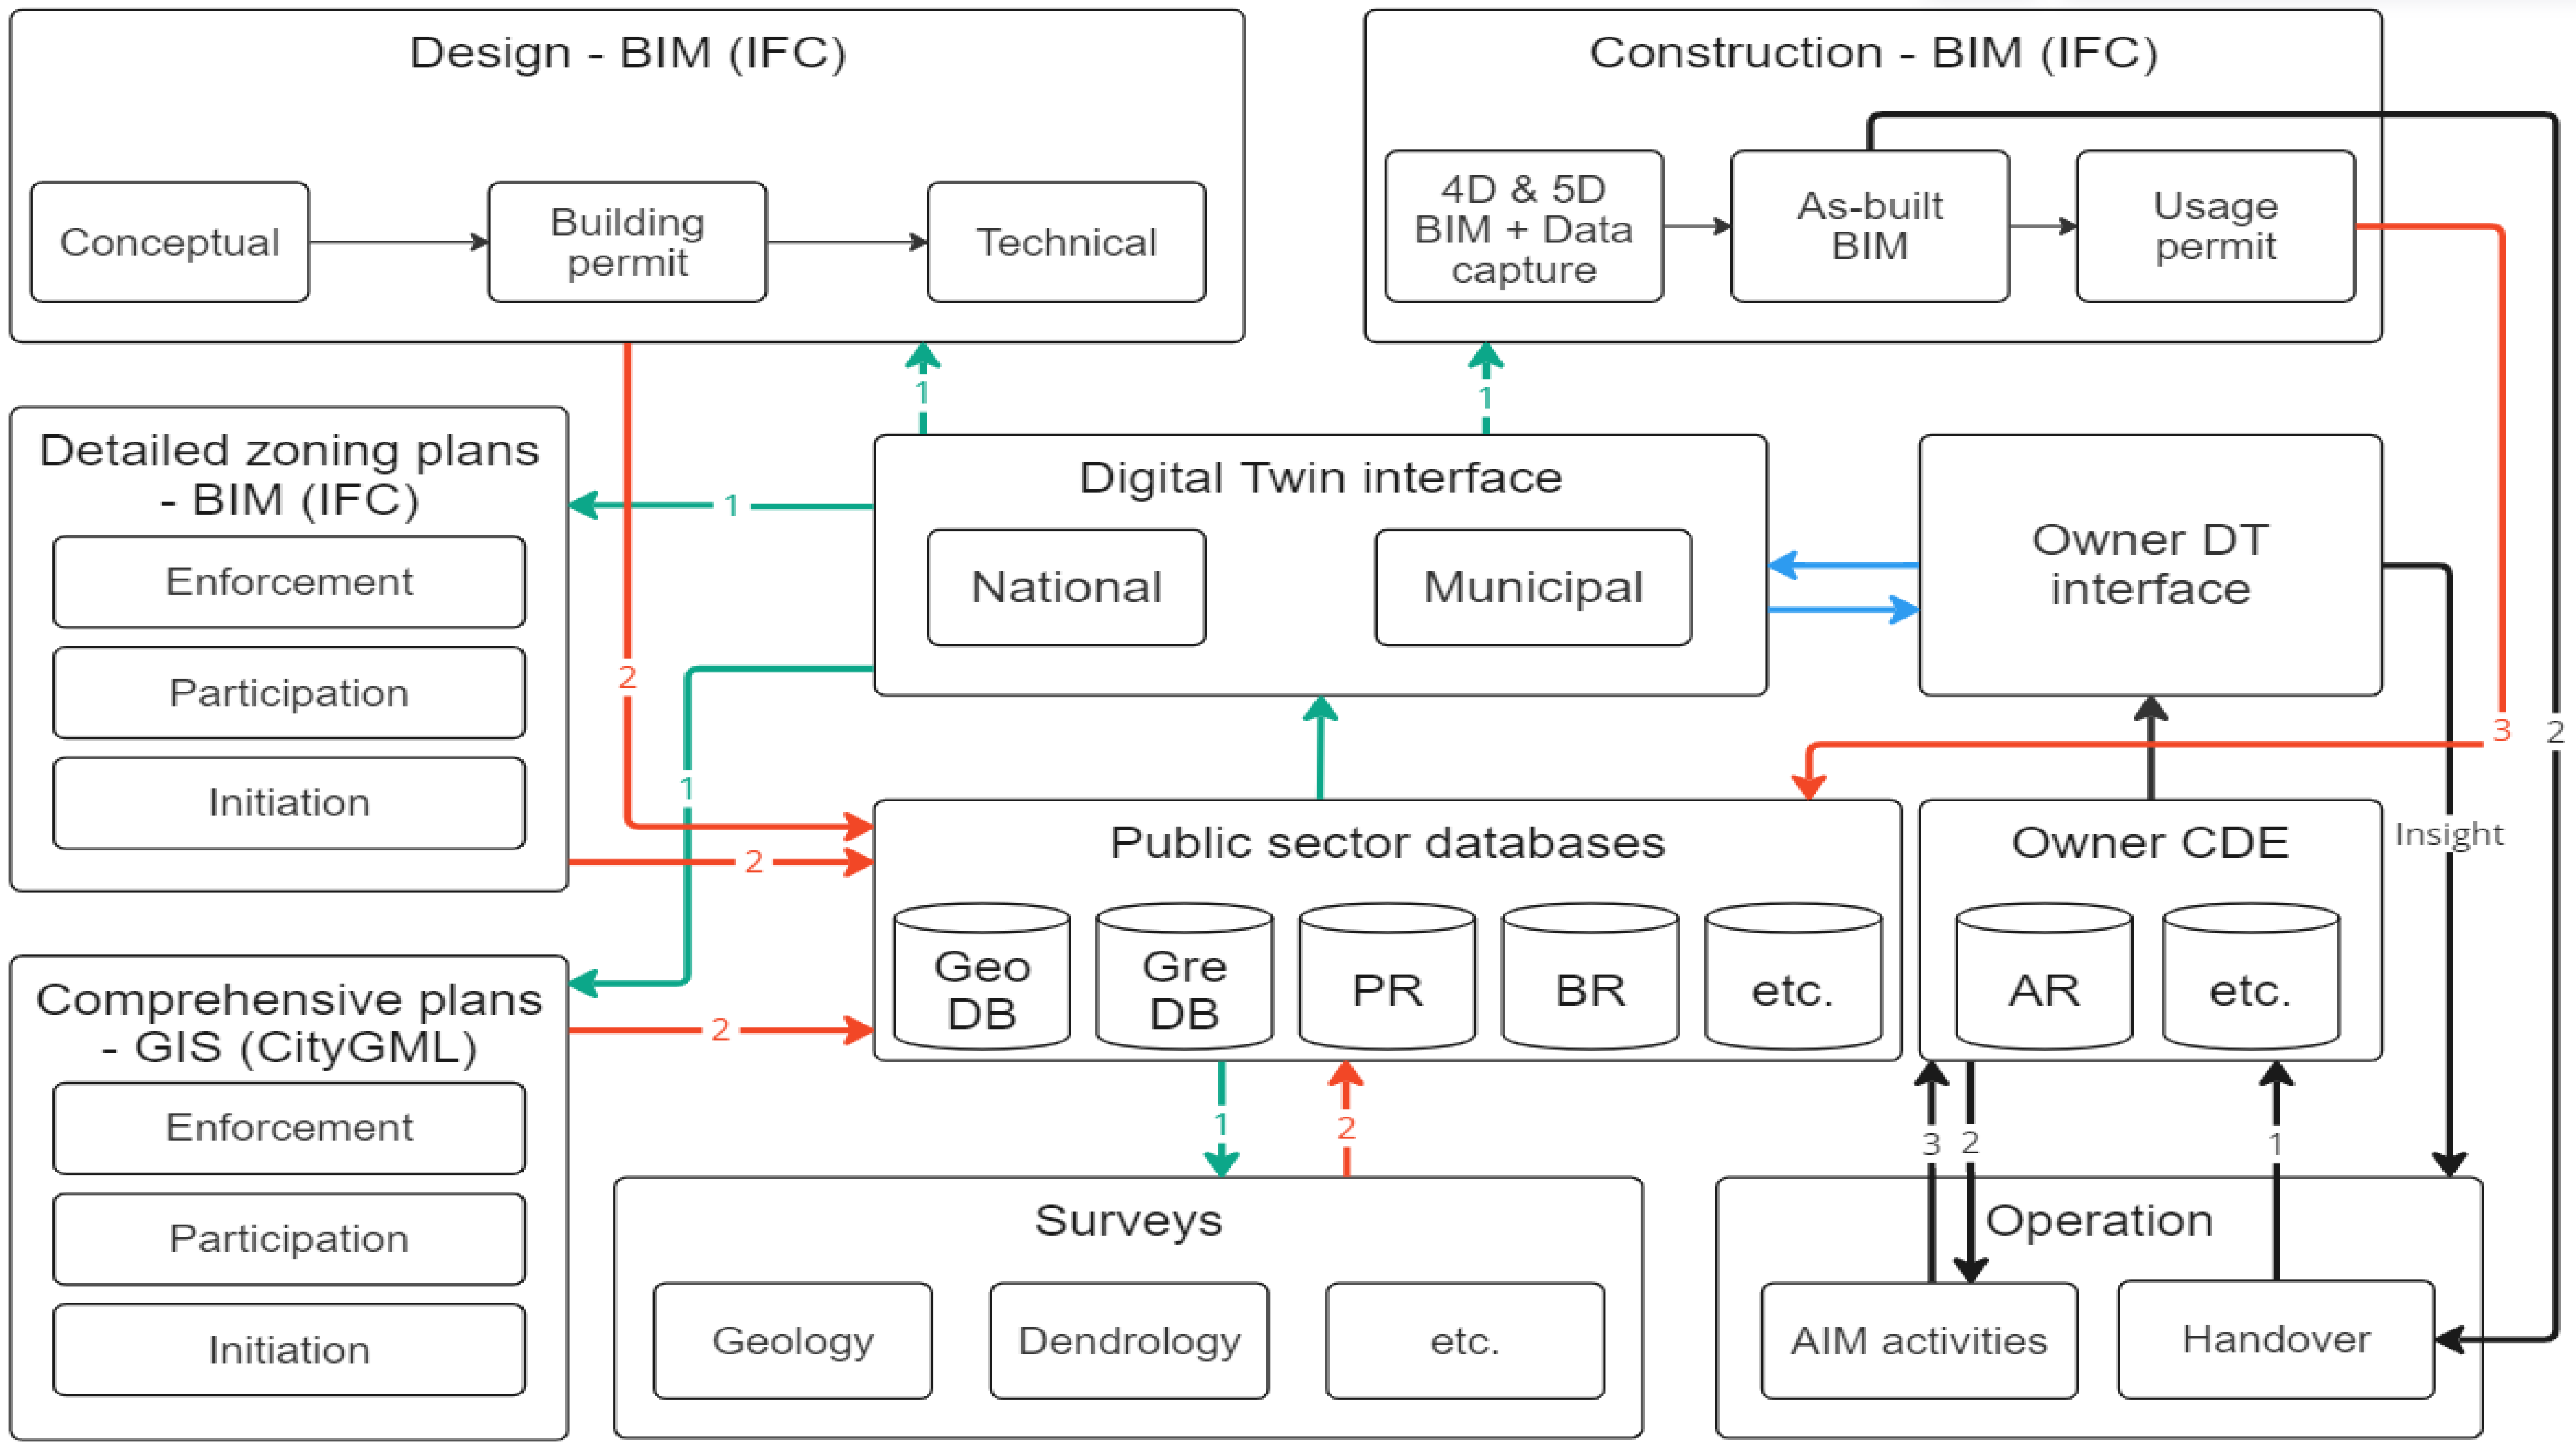 Design - BIM (IFC)
Conceptual
Building
permit
Technical
Construction - BIM (IFC)
4D & 5D
BIM + Data
capture
As-built
BIM
Usage
permit
1
1
Detailed zoning plans
- BIM (IFC)
Enforcement
Participation
Initiation
1
2
1
2
Digital Twin interface
National
Municipal
Owner DT
interface
3
2
Insight
Public sector databases
Geo
DB
Gre
DB
PR
BR
etc.
Owner CDE
AR
etc.
Comprehensive plans
- GIS (CityGML)
Enforcement
Participation
Initiation
2
1
2
3
2
1
Surveys
Geology
Dendrology
etc.
Operation
AIM activities
Handover